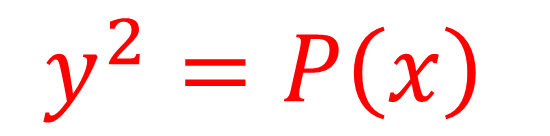 y² = P(x)